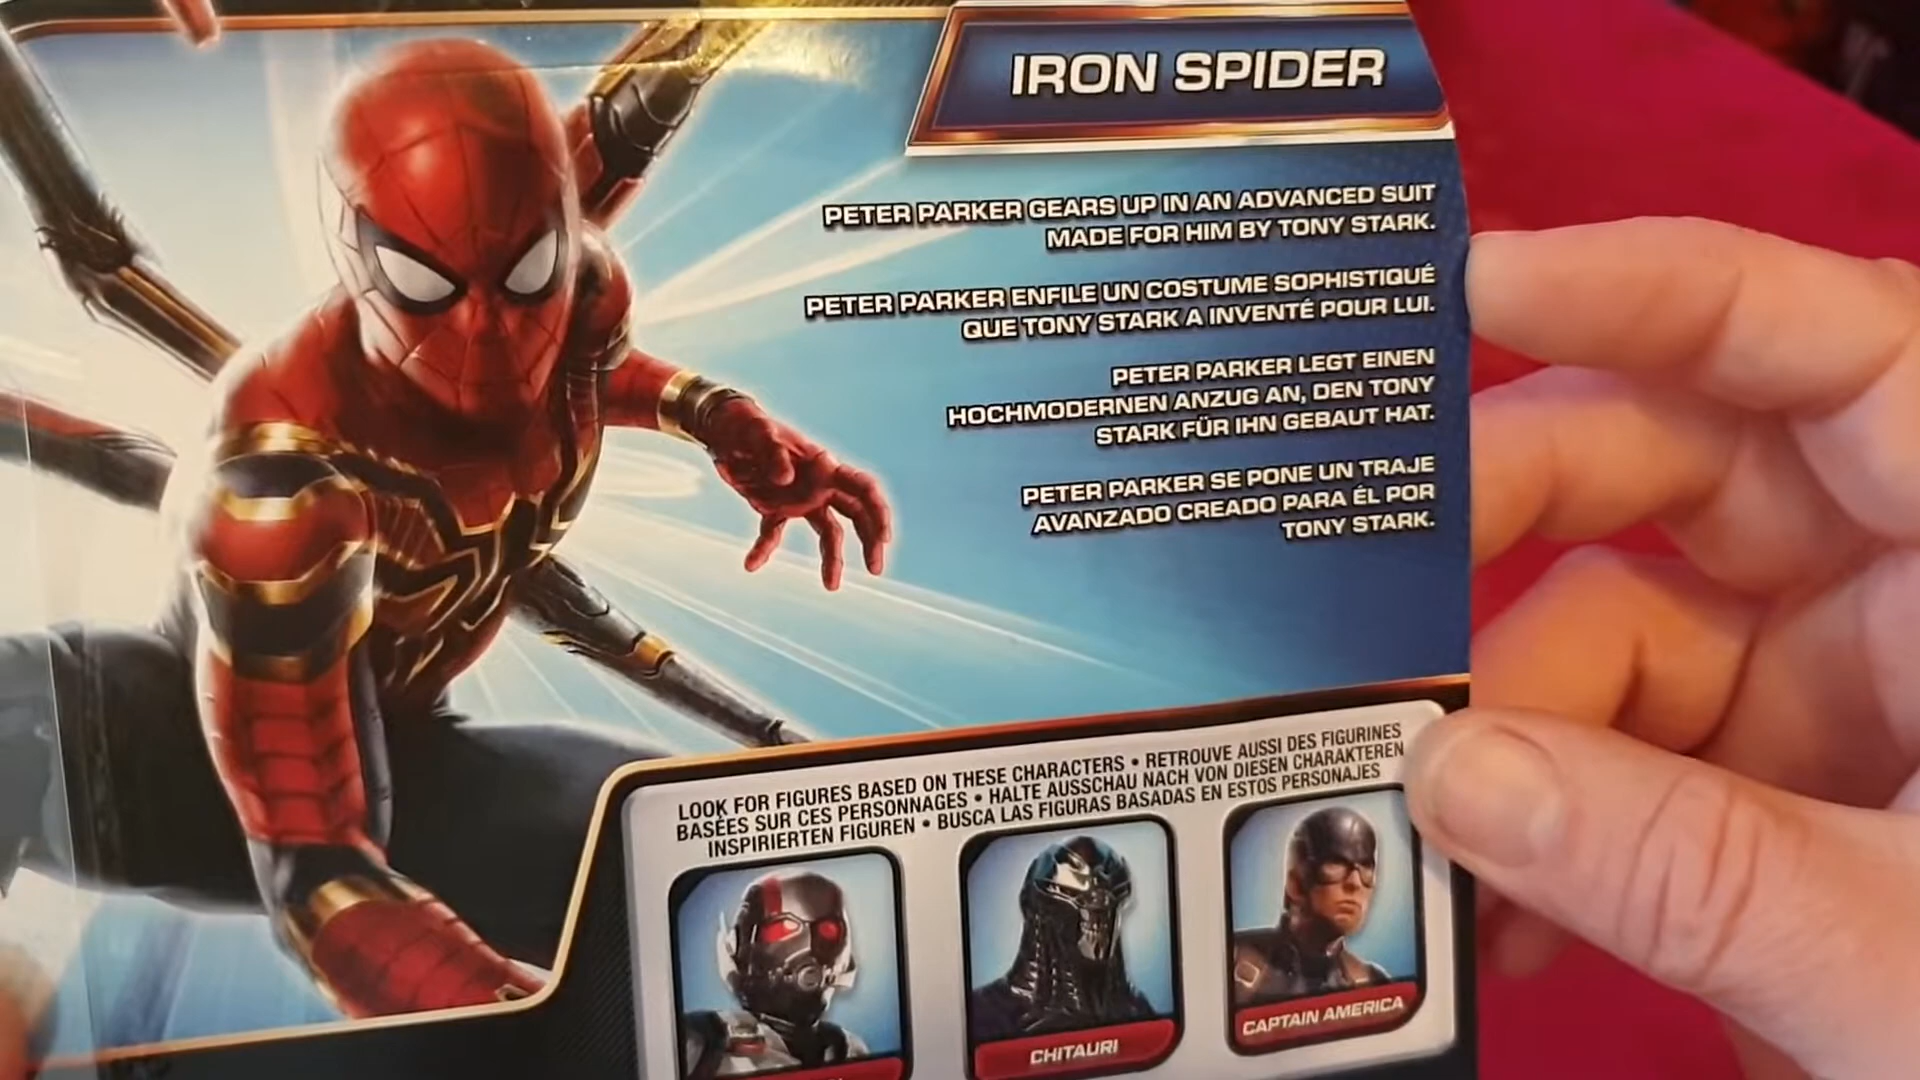 IRON SPIDER
PETER PARKER GEARS UP IN AN ADVANCED SUIT
MADE FOR HIM BY TONY STARK.
PETER PARKER ENFILE UN COSTUME SOPHISTIQUÉ
QUE TONY STARK A INVENTÉ POUR LUI.
PETER PARKER LEGT EINEN
HOCHMODERNEN ANZUG AN, DEN TONY
STARK FÜR IHN GEBAUT HAT.
PETER PARKER SE PONE UN TRAJE
AVANZADO CREADO PARA ÉL POR
TONY STARK.
LOOK FOR FIGURES BASED ON THESE CHARACTERS • RETROUVE AUSSI DES FIGURINES
BASÉES SUR CES PERSONNAGES • HALTE AUSSCHAU NACH VON DIESEN CHARAKTEREN
INSPIRIERTEN FIGUREN • BUSCA LAS FIGURAS BASADAS EN ESTOS PERSONAJES
CHITAURI
CAPTAIN AMERICA